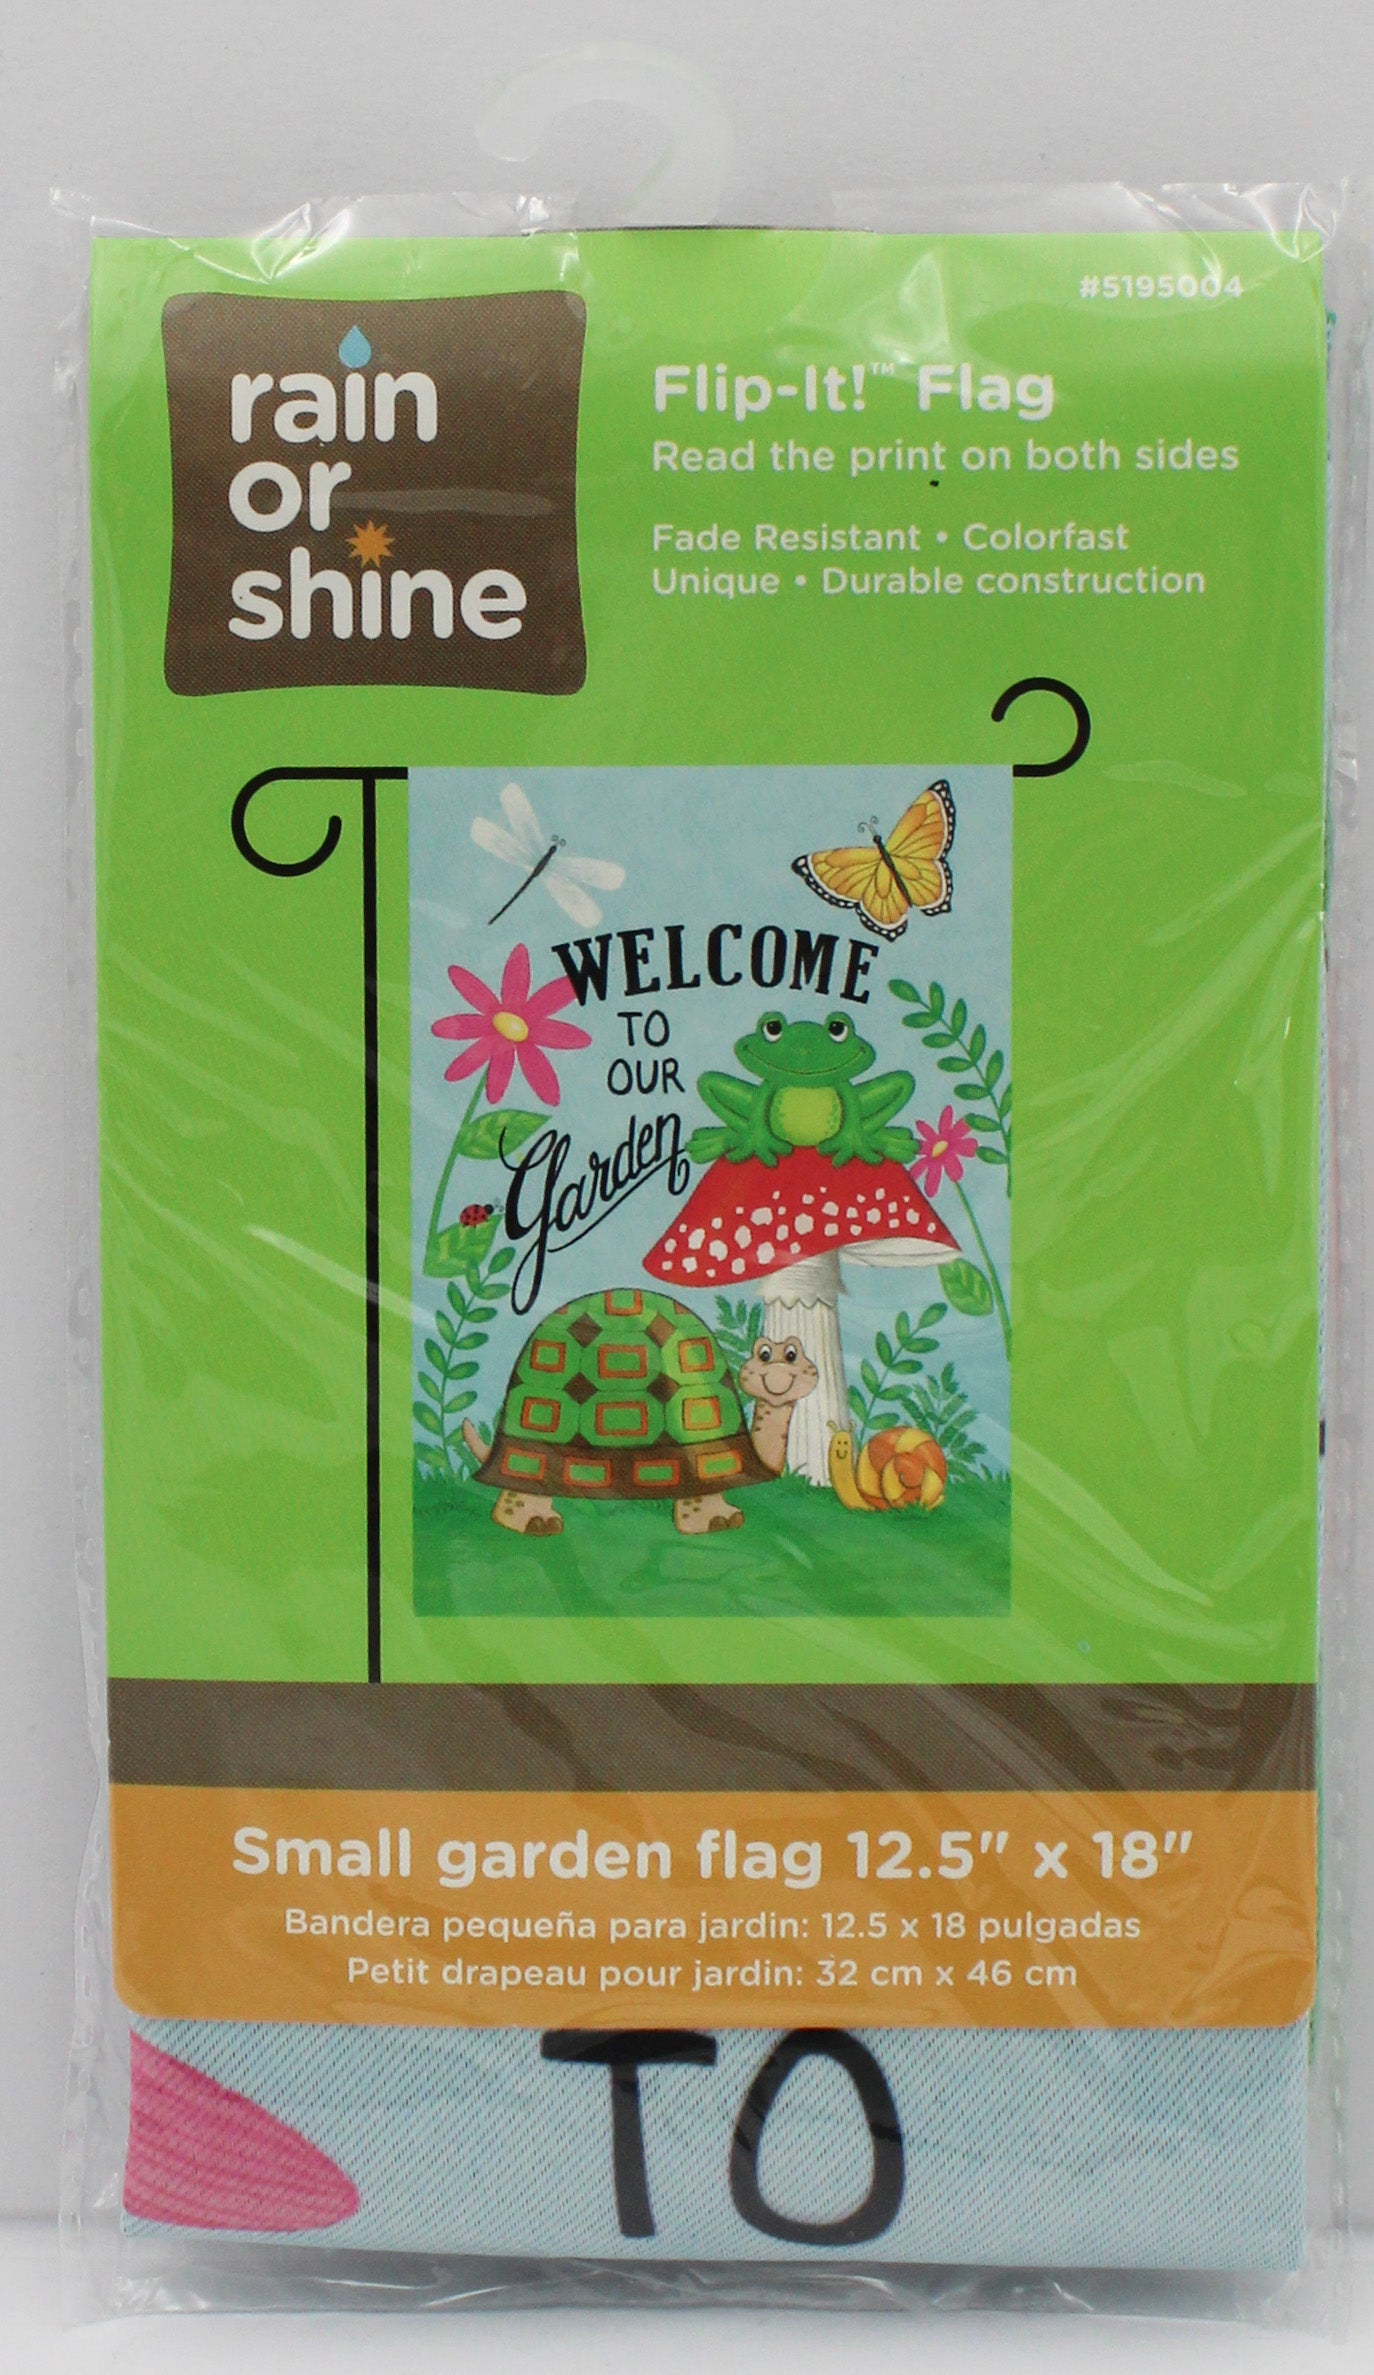 #5195004
rain
or
shine
Flip-It!™ Flag
Read the print on both sides
Fade Resistant • Colorfast
Unique • Durable construction
WELCOME
TO
OUR
Garden
Small garden flag 12.5" x 18"
Bandera pequeña para jardin: 12.5 x 18 pulgadas
Petit drapeau pour jardin: 32 cm x 46 cm
TO